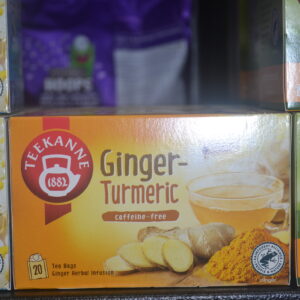 TEEKANNE
1882
Ginger-
Turmeric
caffeine-free
20
Tea Bags
Ginger Herbal Infusion